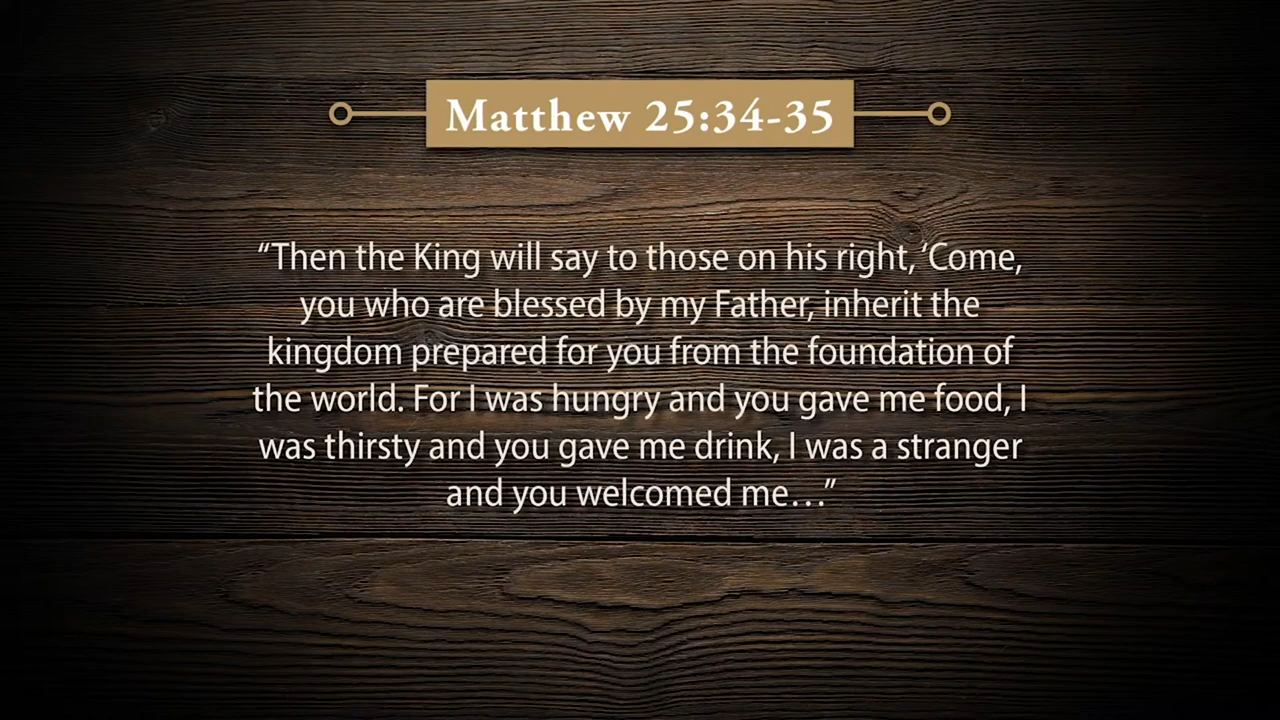 Matthew 25:34-35
“Then the King will say to those on his right, ‘Come,
you who are blessed by my Father, inherit the
kingdom prepared for you from the foundation of
the world. For I was hungry and you gave me food, I
was thirsty and you gave me drink, I was a stranger
and you welcomed me…”